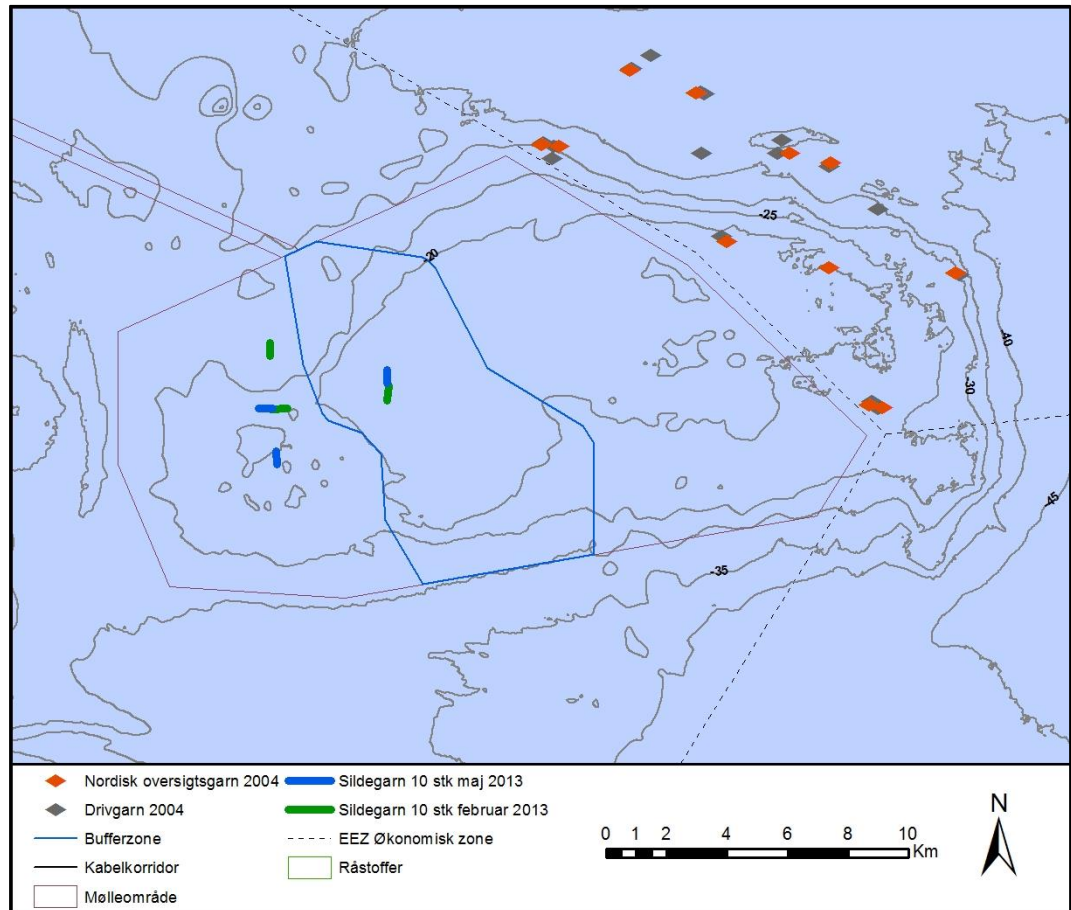 -20
-25
-40
-30
-45
-35
Nordisk oversigtsgarn 2004
Sildegarn 10 stk maj 2013
Drivgarn 2004
Sildegarn 10 stk februar 2013
Bufferzone
EEZ Økonomisk zone
Kabelkorridor
Råstoffer
Mølleområde
0 1 2 4 6 8 10
Km
N